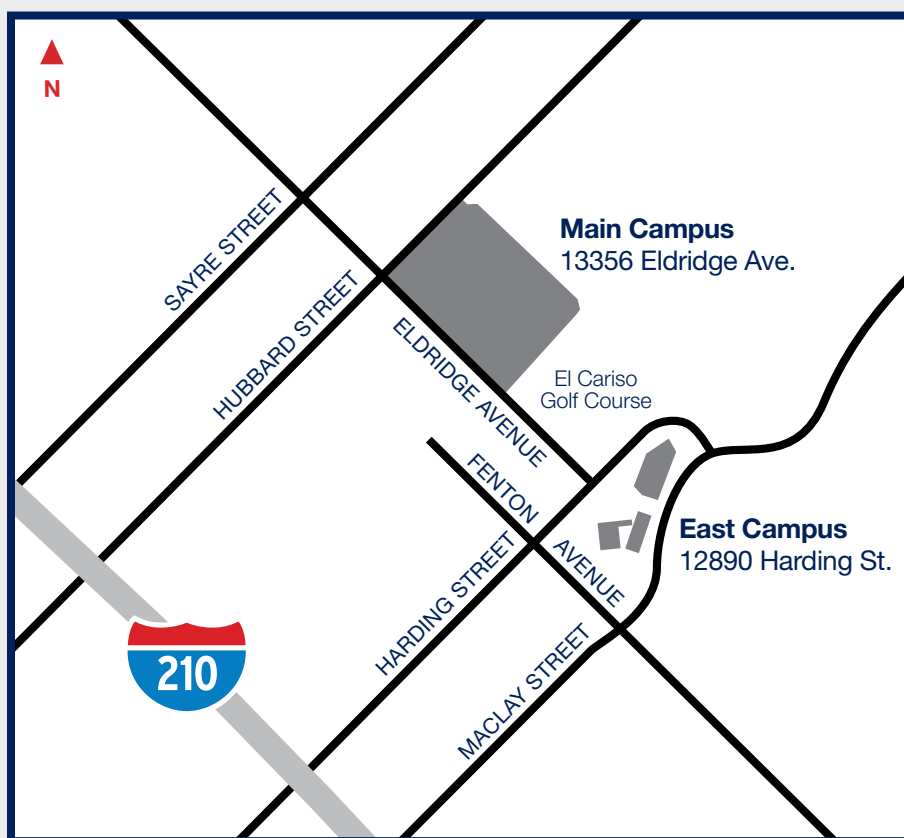 N
SAYRE STREET
HUBBARD STREET
Main Campus
13356 Eldridge Ave.
ELDRIDGE AVENUE
El Cariso
Golf Course
FENTON
AVENUE
East Campus
12890 Harding St.
HARDING STREET
MACLAY STREET
210